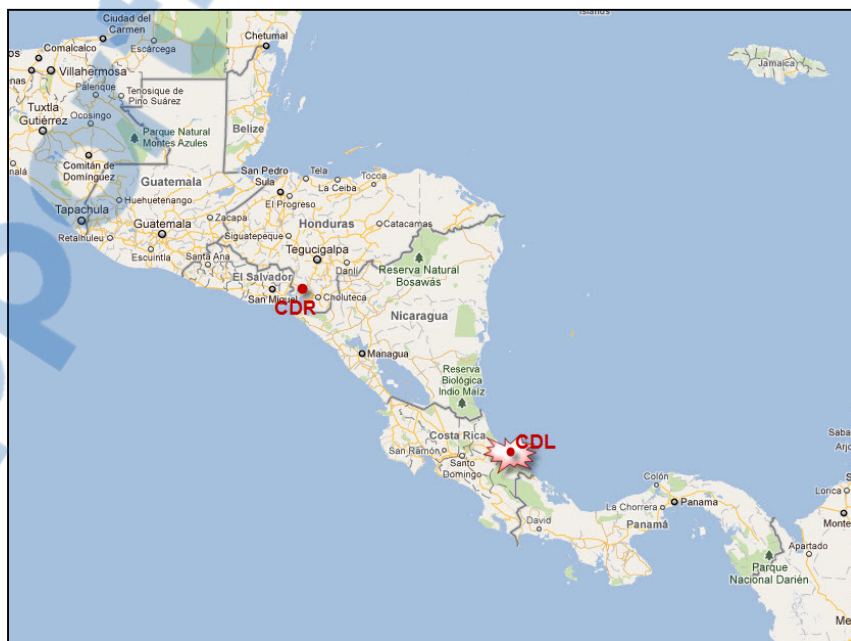 Islands
Ciudad del
Carmen
Comalcalco
Escárcega
Chetumal
Villahermosa
Palenque
Tenosique de
Pino Suárez
Jamaica
Tuxtla
Gutiérrez
Ocosingo
Parque Natural
Montes Azules
Belize
Comitán de
Domínguez
San Pedro
Sula
Tela
Tocoa
La Ceiba
Guatemala
Huehuetenango
El Progreso
Tapachula
Zacapa
Honduras
Catacamas
Retalhuleu
Guatemala
Siguatepeque
Tegucigalpa
Escuintla
Santa Ana
Danlí
Reserva Natural
Bosawás
El Salvador
San Miguel
Choluteca
CDR
Nicaragua
Managua
Reserva
Biológica
Indio Maíz
Costa Rica
CDL
San Ramón
Santo
Domingo
Colón
Panama
La Chorrera
Panamá
David
Lorica
Monte
Apartado
Parque
Nacional Darién